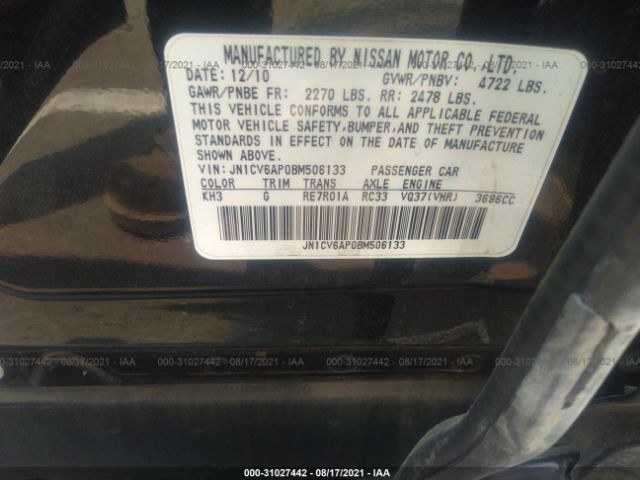 MANUFACTURED BY NISSAN MOTOR CO., LTD.
DATE: 12/10 GVWR/PNBV: 4722 LBS.
GAWR/PNBE FR: 2270 LBS. RR: 2478 LBS.
THIS VEHICLE CONFORMS TO ALL APPLICABLE FEDERAL
MOTOR VEHICLE SAFETY, BUMPER, AND THEFT PREVENTION
STANDARDS IN EFFECT ON THE DATE OF MANUFACTURE
SHOWN ABOVE.
VIN: JN1CV6AP0BM506133 PASSENGER CAR
COLOR TRIM TRANS AXLE ENGINE
KH3 G RE7R01A RC33 VQ37(VHR) 3696CC
JN1CV6AP0BM506133
000-31027442 - 08/17/2021 - IAA